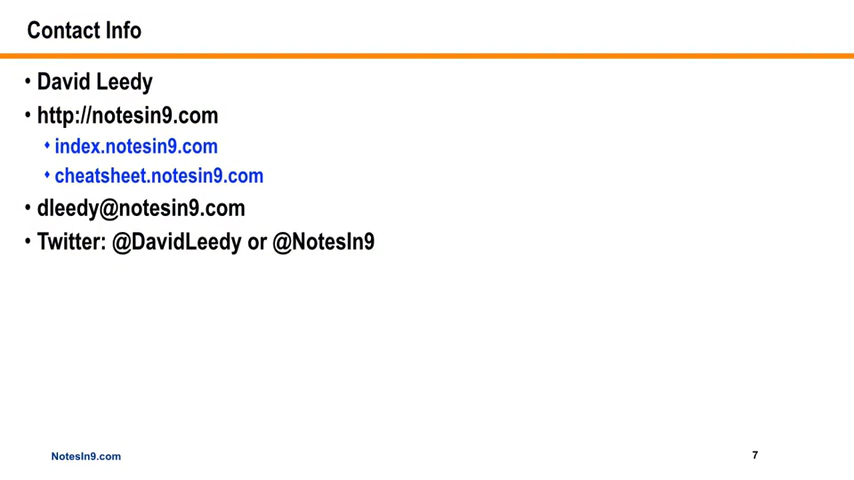 Contact Info
• David Leedy
• http://notesin9.com
♦ index.notesin9.com
♦ cheatsheet.notesin9.com
• dleedy@notesin9.com
• Twitter: @DavidLeedy or @NotesIn9
NotesIn9.com
7